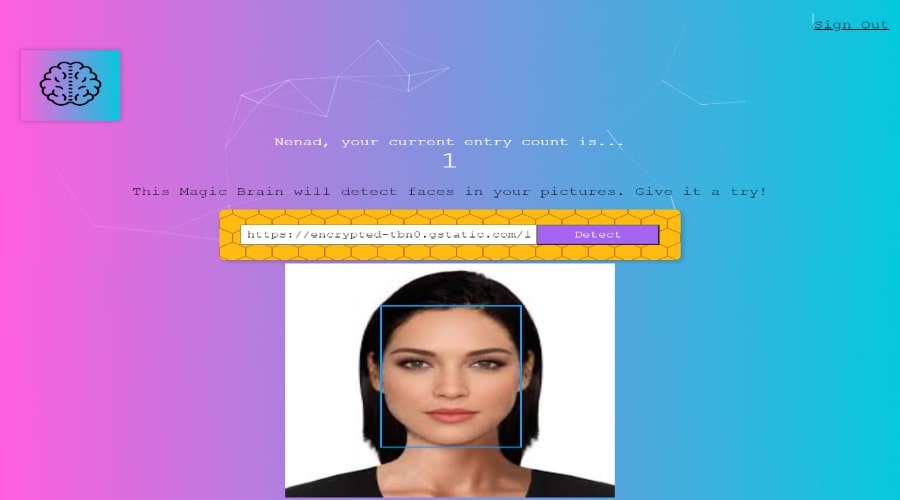 Sign Out
Nenad, your current entry count is...
1
This Magic Brain will detect faces in your pictures. Give it a try!
https://encrypted-tbn0.gstatic.com/i
Detect